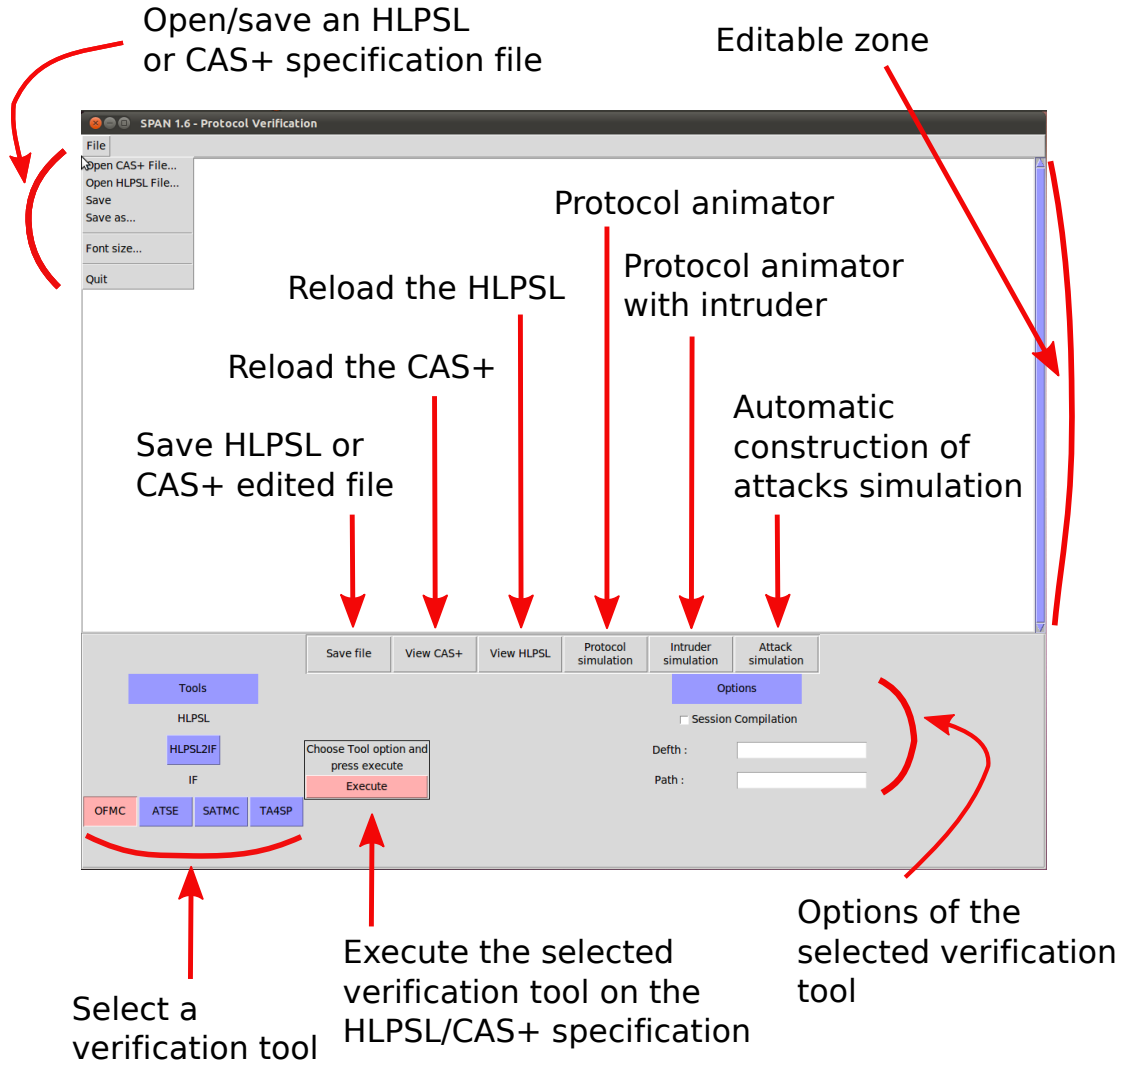 Open/save an HLPSL
or CAS+ specification file
Editable zone
SPAN 1.6 - Protocol Verification
File
Open CAS+ File...
Open HLPSL File...
Save
Save as...
Font size...
Quit
Protocol animator
Protocol animator
with intruder
Reload the HLPSL
Reload the CAS+
Automatic
construction of
attacks simulation
Save HLPSL or
CAS+ edited file
Save file
View CAS+
View HLPSL
Protocol
simulation
Intruder
simulation
Attack
simulation
Tools
HLPSL
HLPSL2IF
IF
OFMC
ATSE
SATMC
TA4SP
Choose Tool option and
press execute
Execute
Options
Session Compilation
Defth :
Path :
Options of the
selected verification
tool
Execute the selected
verification tool on the
HLPSL/CAS+ specification
Select a
verification tool